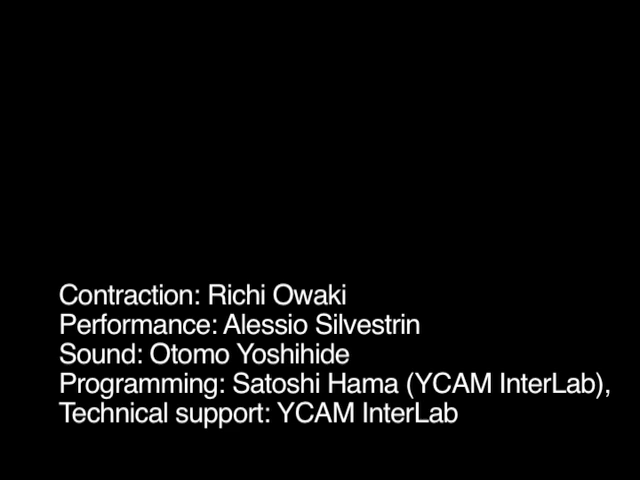 Contraction: Richi Owaki
Performance: Alessio Silvestrin
Sound: Otomo Yoshihide
Programming: Satoshi Hama (YCAM InterLab),
Technical support: YCAM InterLab